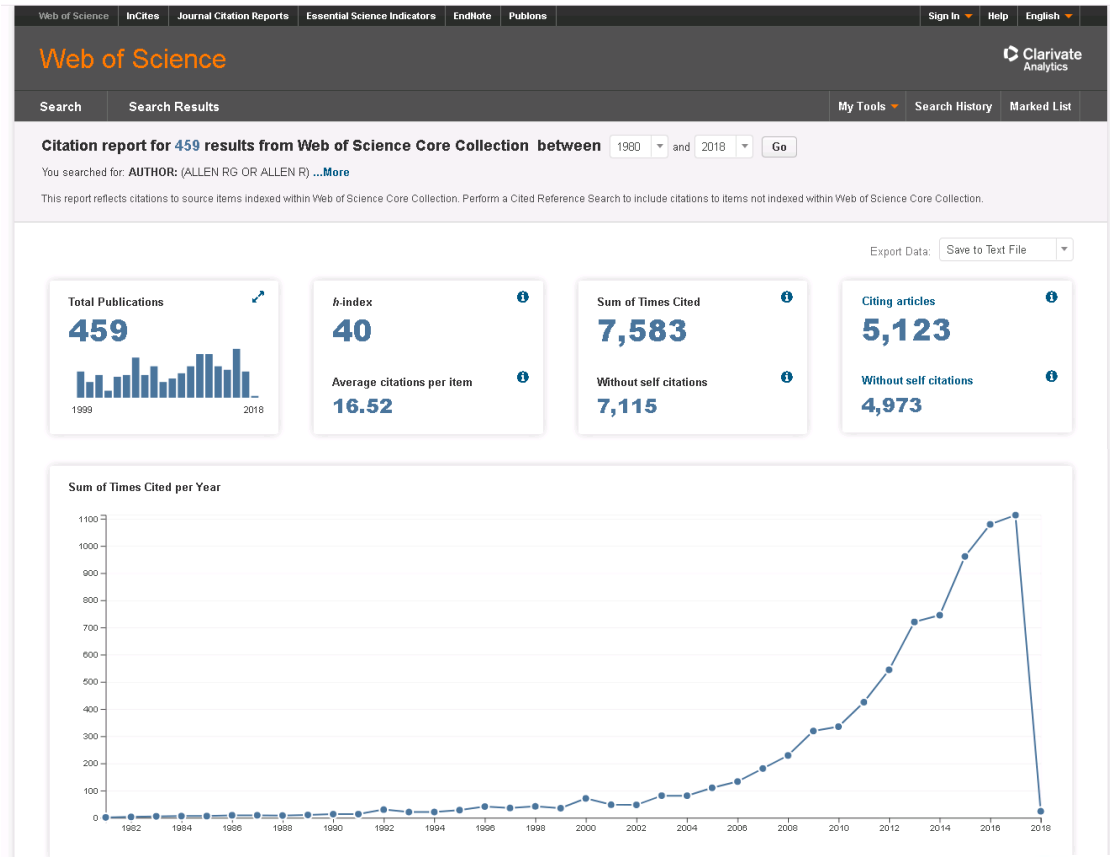 Web of Science InCites Journal Citation Reports Essential Science Indicators EndNote Publons Sign In Help English
Web of Science
Clarivate
Analytics
Search Search Results My Tools Search History Marked List
Citation report for 459 results from Web of Science Core Collection between 1980 and 2018 Go
You searched for: AUTHOR: (ALLEN RG OR ALLEN R) ...More
This report reflects citations to source items indexed within Web of Science Core Collection. Perform a Cited Reference Search to include citations to items not indexed within Web of Science Core Collection.
Export Data: Save to Text File
Total Publications
459
1999 2018
h-index
40
Average citations per item
16.52
Sum of Times Cited
7,583
Without self citations
7,115
Citing articles
5,123
Without self citations
4,973
Sum of Times Cited per Year
1100
1000
900
800
700
600
500
400
300
200
100
0
1982 1984 1986 1988 1990 1992 1994 1996 1998 2000 2002 2004 2006 2008 2010 2012 2014 2016 2018